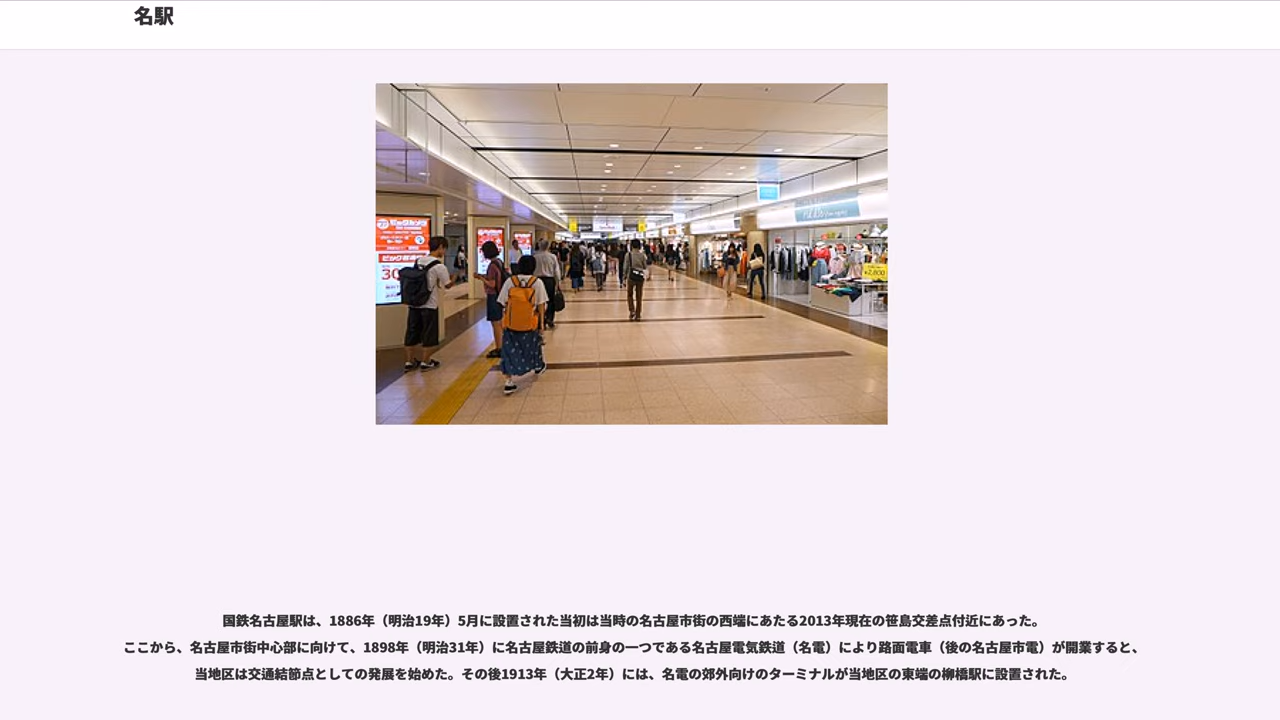 名駅
国鉄名古屋駅は、1886年（明治19年）5月に設置された当初は当時の名古屋市街の西端にあたる2013年現在の笹島交差点付近にあった。
ここから、名古屋市街中心部に向けて、1898年（明治31年）に名古屋鉄道の前身の一つである名古屋電気鉄道（名電）により路面電車（後の名古屋市電）が開業すると、
当地区は交通結節点としての発展を始めた。その後1913年（大正2年）には、名電の郊外向けのターミナルが当地区の東端の柳橋駅に設置された。